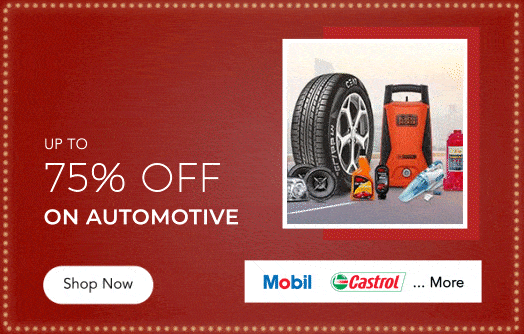 UP TO
75% OFF
ON AUTOMOTIVE
Shop Now
Mobil
Castrol
... More